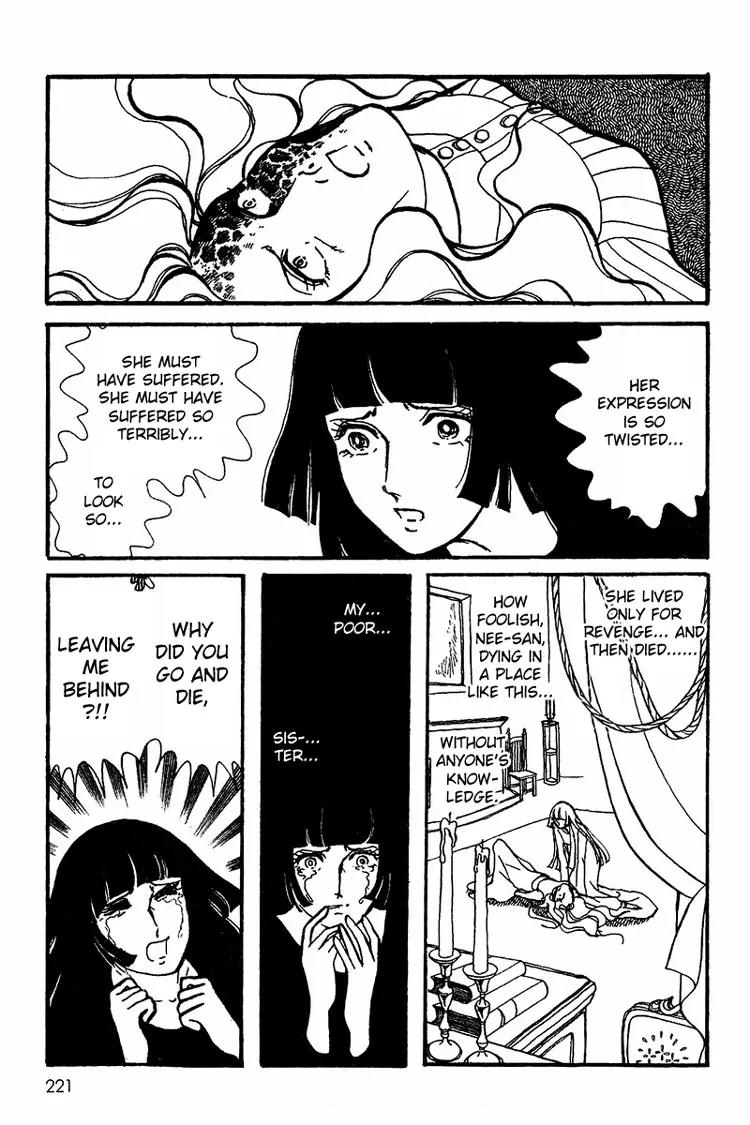 HER
EXPRESSION
IS SO
TWISTED...
SHE MUST
HAVE SUFFERED.
SHE MUST HAVE
SUFFERED SO
TERRIBLY...
TO
LOOK
SO...
SHE LIVED
ONLY FOR
REVENGE... AND
THEN DIED......
HOW
FOOLISH,
NEE-SAN,
DYING IN
A PLACE
LIKE THIS...
WITHOUT
ANYONE'S
KNOW-
LEDGE.
MY...
POOR...
SIS-...
TER...
WHY
DID YOU
GO AND
DIE,
LEAVING
ME
BEHIND
?!!
221